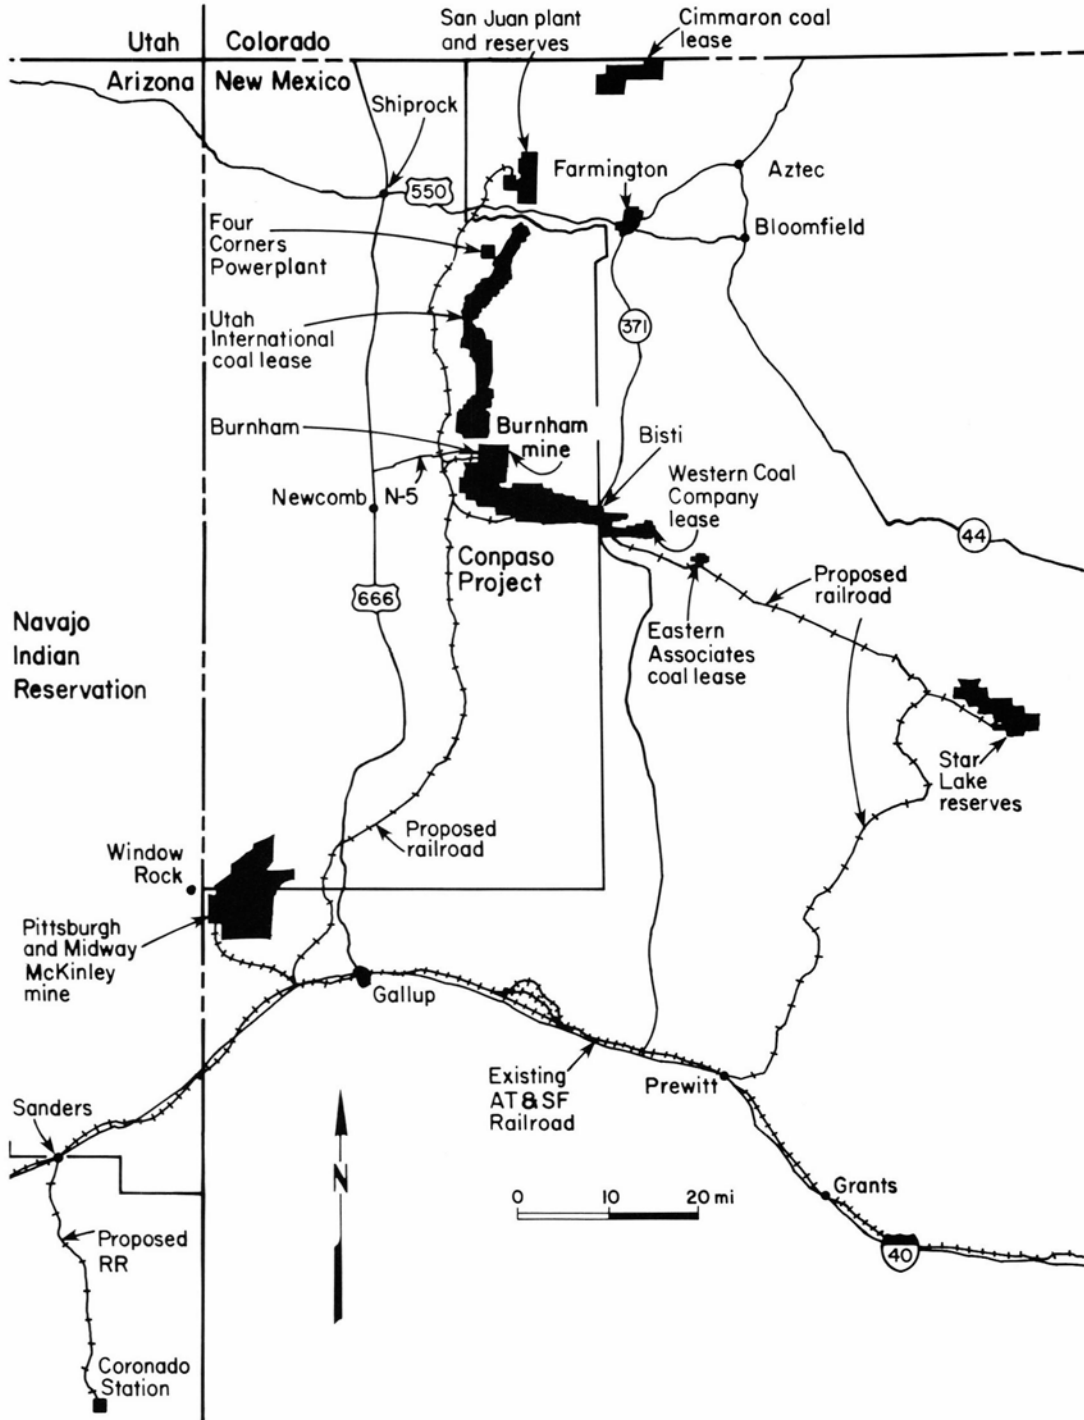 San Juan plant
and reserves
Cimmaron coal
lease
Utah
Colorado
Arizona
New Mexico
Shiprock
550
Farmington
Aztec
Bloomfield
Four
Corners
Powerplant
371
Utah
International
coal lease
Burnham
Burnham
mine
Bisti
Western Coal
Company
lease
Newcomb
N-5
44
Conpaso
Project
Proposed
railroad
666
Navajo
Indian
Reservation
Eastern
Associates
coal lease
Star
Lake
reserves
Proposed
railroad
Window
Rock
Pittsburgh
and Midway
McKinley
mine
Gallup
Existing
AT&SF
Railroad
Prewitt
Sanders
N
0 10 20 mi
Grants
Proposed
RR
40
Coronado
Station